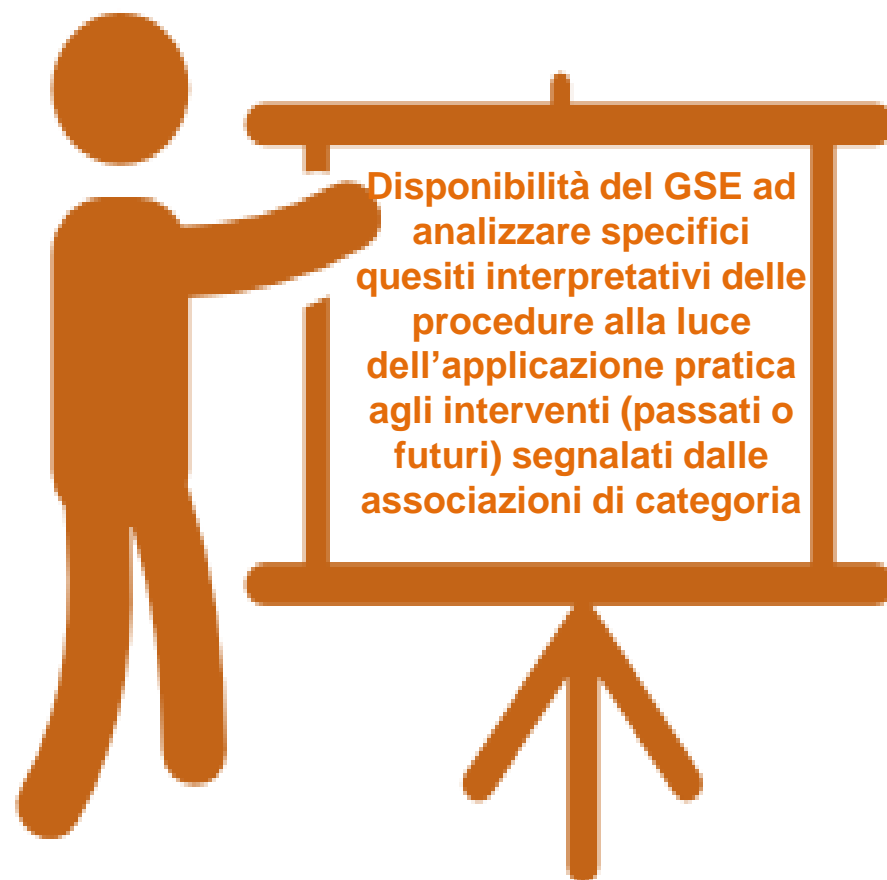 Disponibilità del GSE ad
analizzare specifici
quesiti interpretativi delle
procedure alla luce
dell’applicazione pratica
agli interventi (passati o
futuri) segnalati dalle
associazioni di categoria